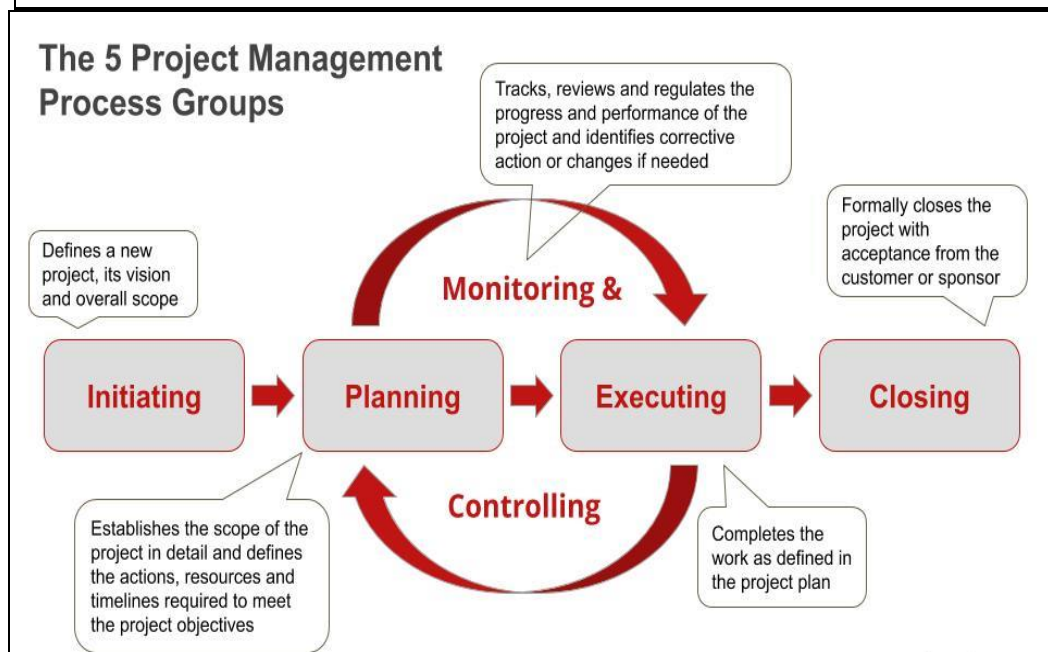 The 5 Project Management
Process Groups
Tracks, reviews and regulates the
progress and performance of the
project and identifies corrective
action or changes if needed
Formally closes the
project with
acceptance from the
customer or sponsor
Defines a new
project, its vision
and overall scope
Monitoring &
Initiating
Planning
Executing
Closing
Controlling
Establishes the scope of the
project in detail and defines
the actions, resources and
timelines required to meet
the project objectives
Completes the
work as defined in
the project plan